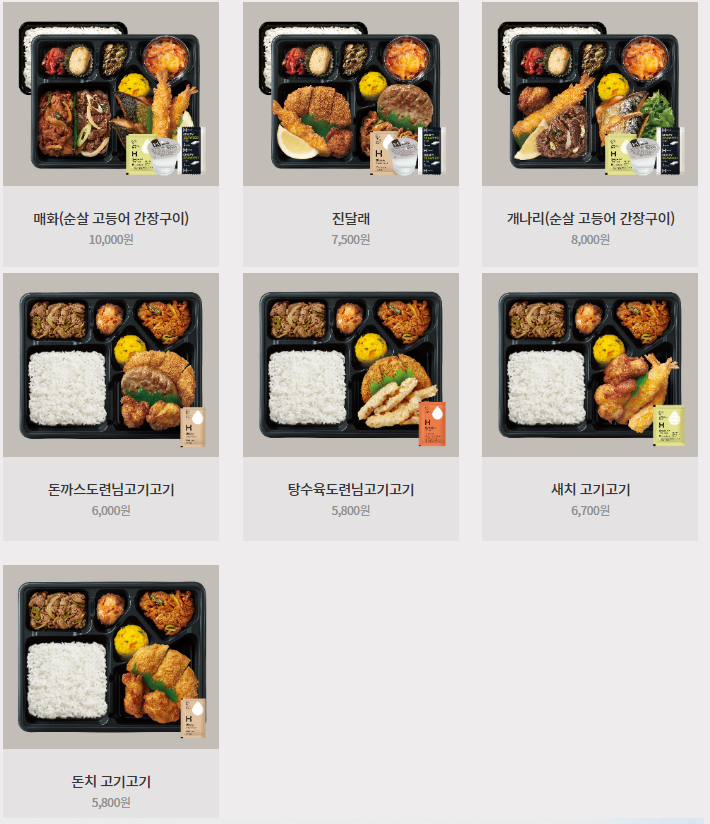 매화(순살 고등어 간장구이)
10,000원
진달래
7,500원
개나리(순살 고등어 간장구이)
8,000원
돈까스도련님고기고기
6,000원
탕수육도련님고기고기
5,800원
새치 고기고기
6,700원
돈치 고기고기
5,800원